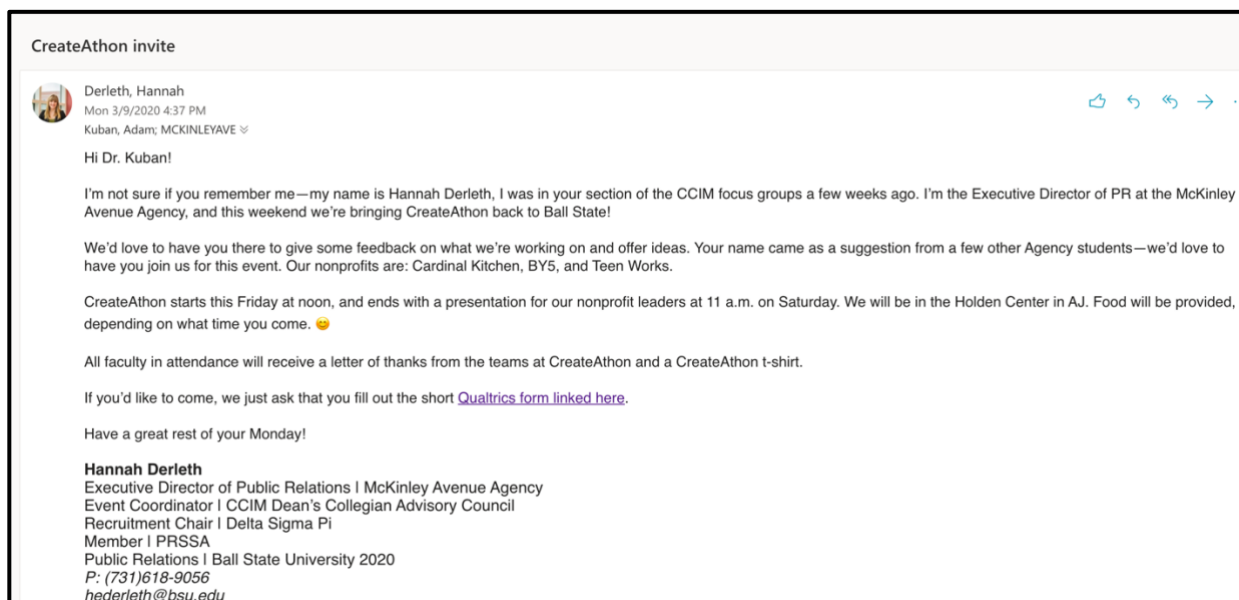 CreateAthon invite
Derleth, Hannah
Mon 3/9/2020 4:37 PM
Kuban, Adam; MCKINLEYAVE
Hi Dr. Kuban!
I'm not sure if you remember me—my name is Hannah Derleth, I was in your section of the CCIM focus groups a few weeks ago. I'm the Executive Director of PR at the McKinley
Avenue Agency, and this weekend we're bringing CreateAthon back to Ball State!
We'd love to have you there to give some feedback on what we're working on and offer ideas. Your name came as a suggestion from a few other Agency students—we'd love to
have you join us for this event. Our nonprofits are: Cardinal Kitchen, BY5, and Teen Works.
CreateAthon starts this Friday at noon, and ends with a presentation for our nonprofit leaders at 11 a.m. on Saturday. We will be in the Holden Center in AJ. Food will be provided,
depending on what time you come. 😊
All faculty in attendance will receive a letter of thanks from the teams at CreateAthon and a CreateAthon t-shirt.
If you'd like to come, we just ask that you fill out the short Qualtrics form linked here.
Have a great rest of your Monday!
Hannah Derleth
Executive Director of Public Relations | McKinley Avenue Agency
Event Coordinator | CCIM Dean's Collegian Advisory Council
Recruitment Chair | Delta Sigma Pi
Member | PRSSA
Public Relations | Ball State University 2020
P: (731)618-9056
hederleth@bsu.edu